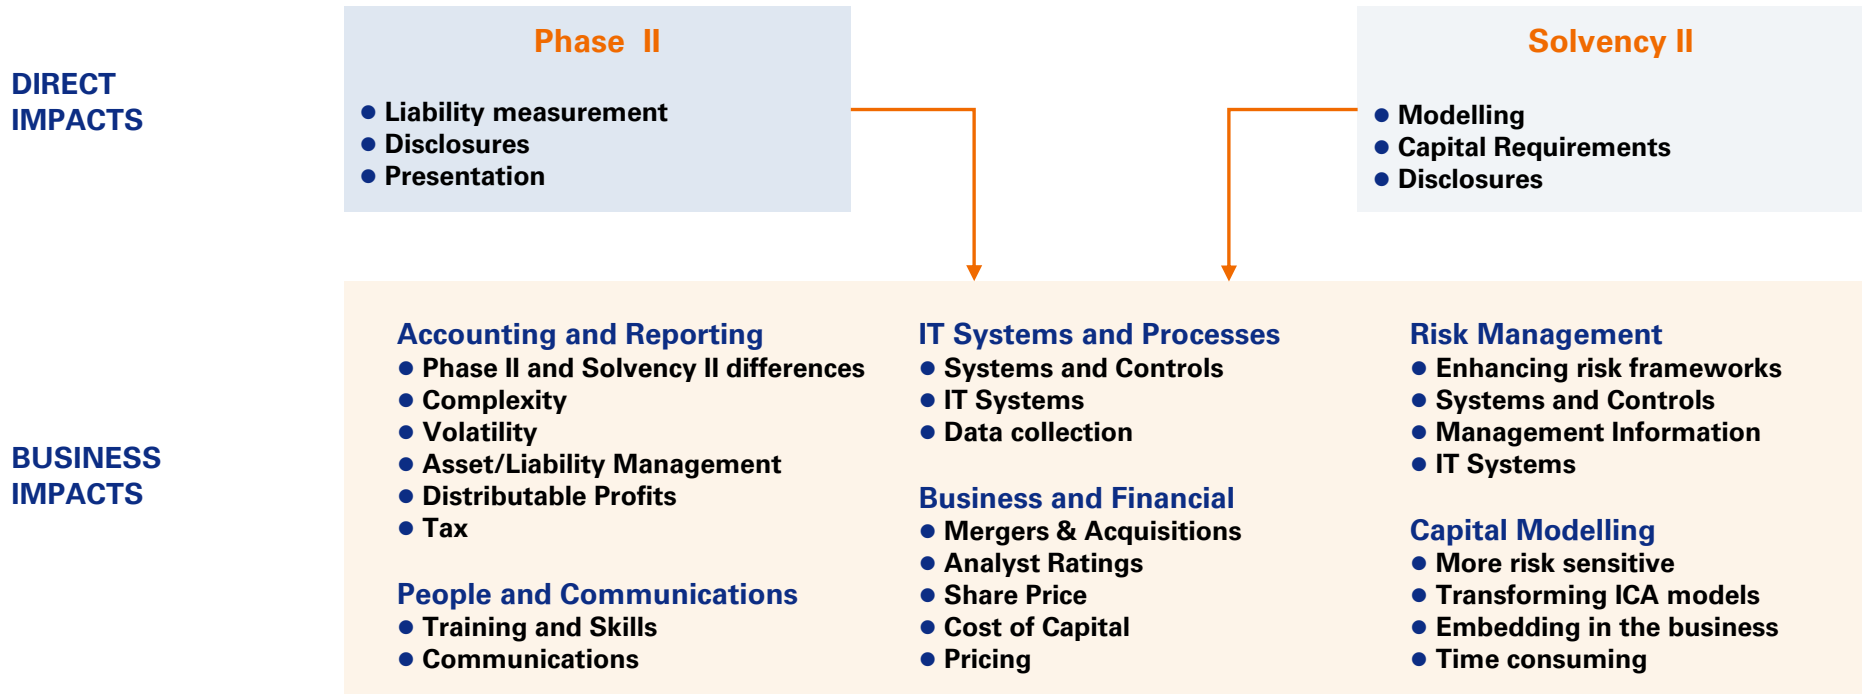 DIRECT
IMPACTS
Phase II
● Liability measurement
● Disclosures
● Presentation
Solvency II
● Modelling
● Capital Requirements
● Disclosures
BUSINESS
IMPACTS
Accounting and Reporting
● Phase II and Solvency II differences
● Complexity
● Volatility
● Asset/Liability Management
● Distributable Profits
● Tax
People and Communications
● Training and Skills
● Communications
IT Systems and Processes
● Systems and Controls
● IT Systems
● Data collection
Business and Financial
● Mergers & Acquisitions
● Analyst Ratings
● Share Price
● Cost of Capital
● Pricing
Risk Management
● Enhancing risk frameworks
● Systems and Controls
● Management Information
● IT Systems
Capital Modelling
● More risk sensitive
● Transforming ICA models
● Embedding in the business
● Time consuming